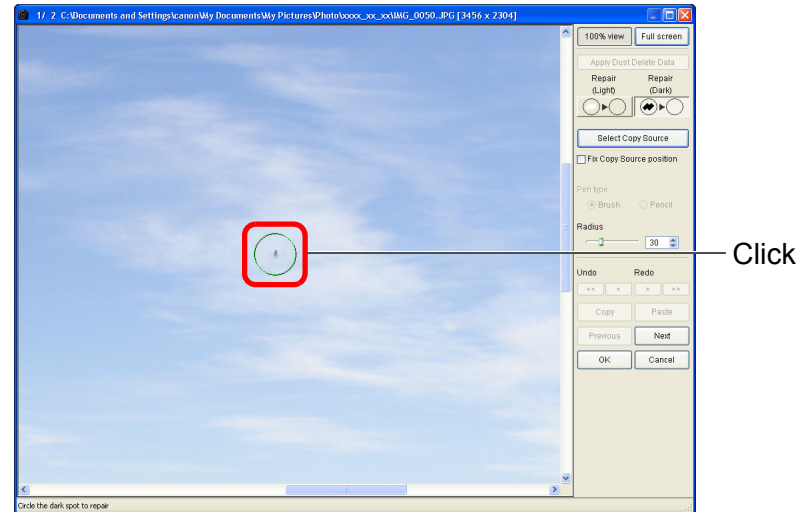 1/ 2 C:\Documents and Settings\canon\My Documents\My Pictures\Photo\xxxx_xx_xx\IMG_0050.JPG [3456 x 2304]
100% view Full screen
Apply Dust Delete Data
Repair (Light) Repair (Dark)
Select Copy Source
Fix Copy Source position
Pen type
Brush Pencil
Radius
30
Click
Undo Redo
<< < > >>
Copy Paste
Previous Next
OK Cancel
Circle the dark spot to repair